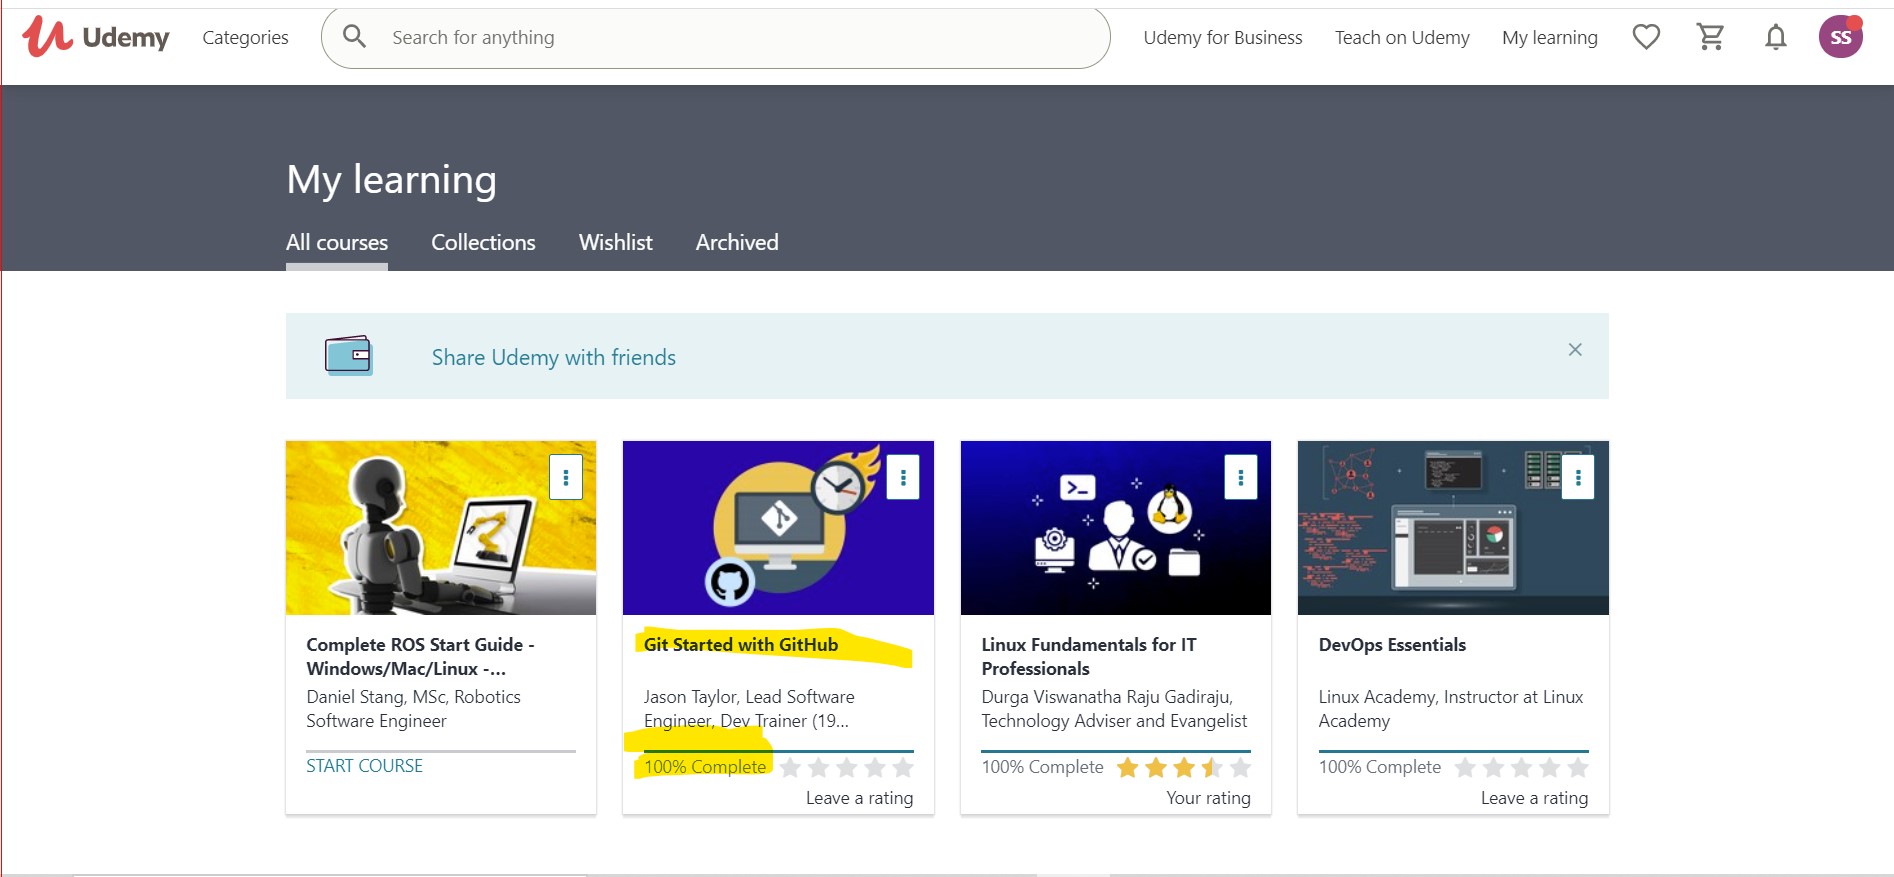 Udemy
Categories
Search for anything
Udemy for Business
Teach on Udemy
My learning
SS
My learning
All courses
Collections
Wishlist
Archived
Share Udemy with friends
Complete ROS Start Guide -
Windows/Mac/Linux -...
Daniel Stang, MSc, Robotics
Software Engineer
START COURSE
Git Started with GitHub
Jason Taylor, Lead Software
Engineer, Dev Trainer (19...
100% Complete
Leave a rating
Linux Fundamentals for IT
Professionals
Durga Viswanatha Raju Gadiraju,
Technology Adviser and Evangelist
100% Complete
Your rating
DevOps Essentials
Linux Academy, Instructor at Linux
Academy
100% Complete
Leave a rating